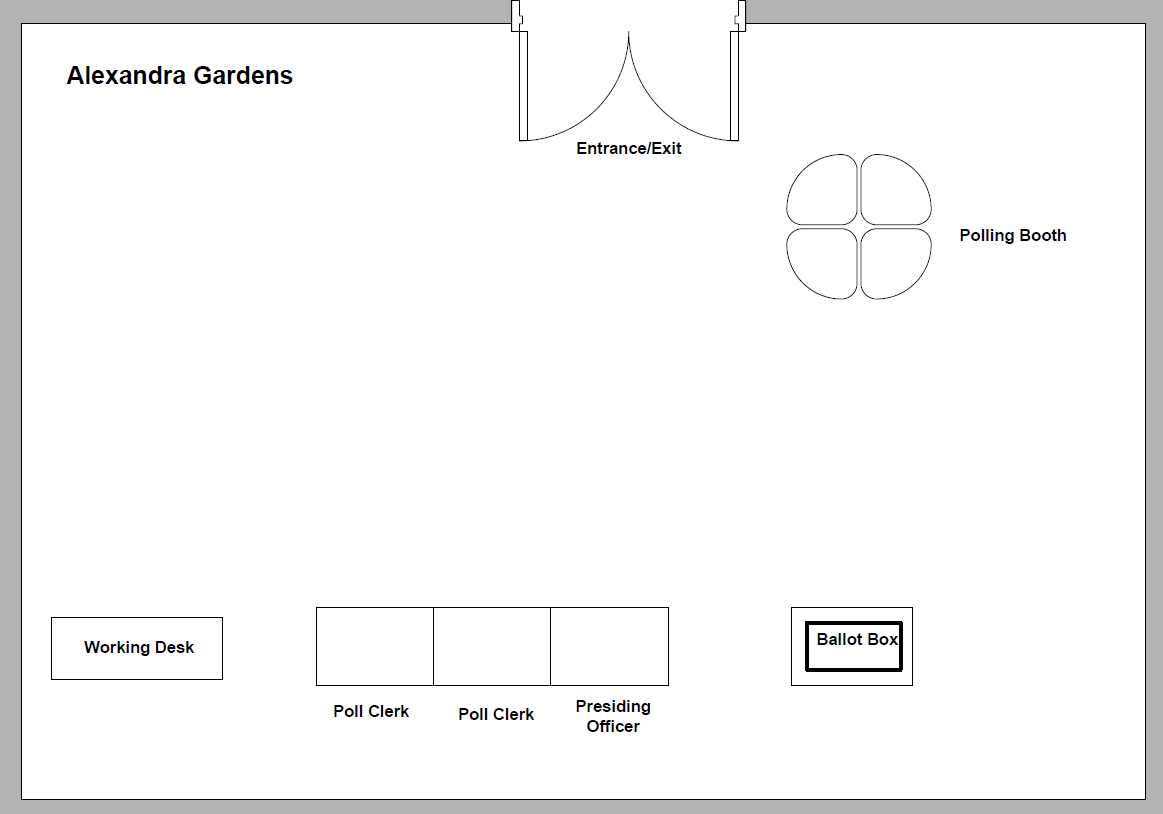 Alexandra Gardens
Entrance/Exit
Polling Booth
Working Desk
Ballot Box
Poll Clerk
Poll Clerk
Presiding
Officer